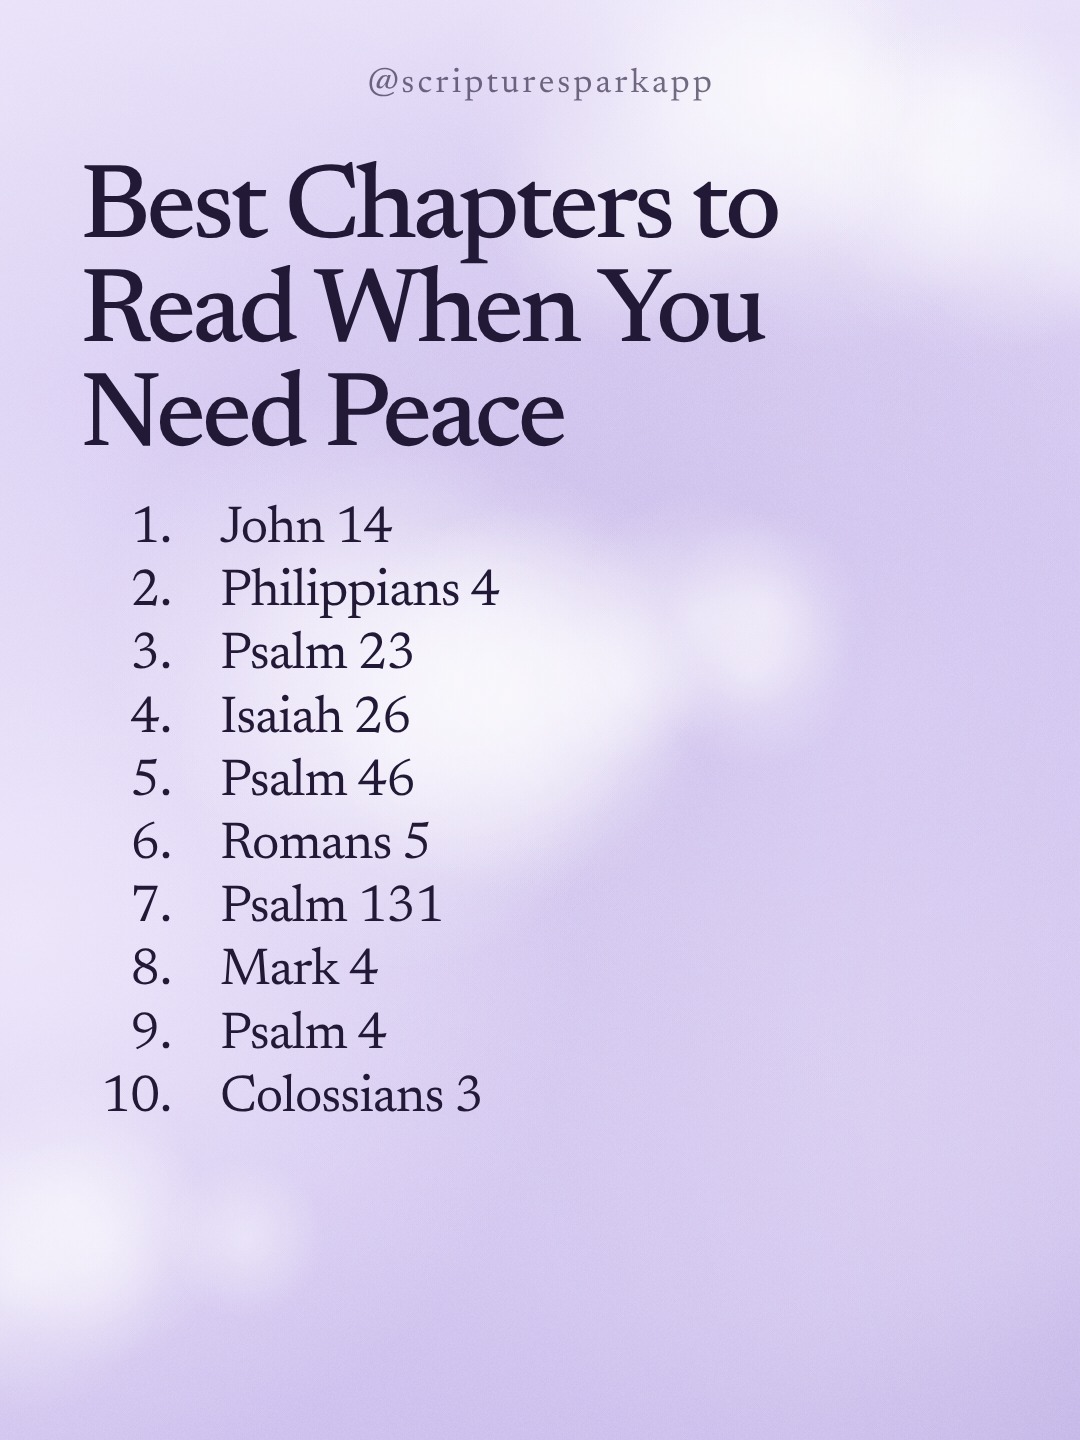 @scripturesparkapp
Best Chapters to
Read When You
Need Peace
1. John 14
2. Philippians 4
3. Psalm 23
4. Isaiah 26
5. Psalm 46
6. Romans 5
7. Psalm 131
8. Mark 4
9. Psalm 4
10. Colossians 3